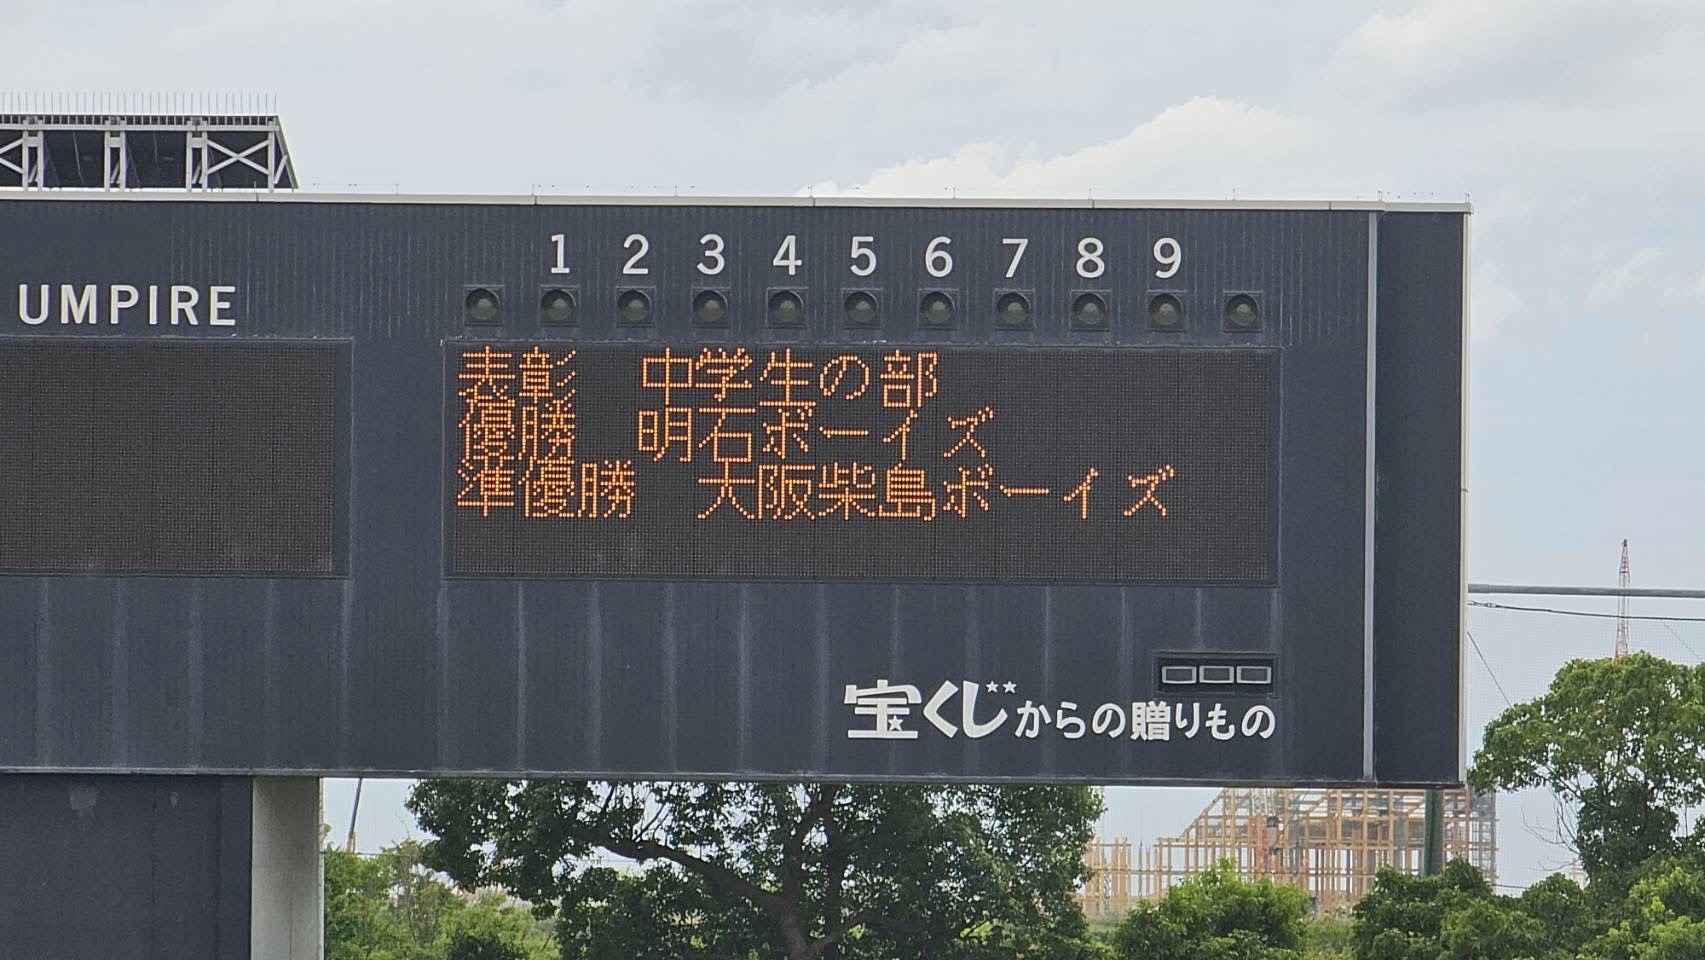 1 2 3 4 5 6 7 8 9
UMPIRE
表彰　中学生の部
優勝　明石ボーイズ
準優勝　大阪柴島ボーイズ
宝くじからの贈りもの